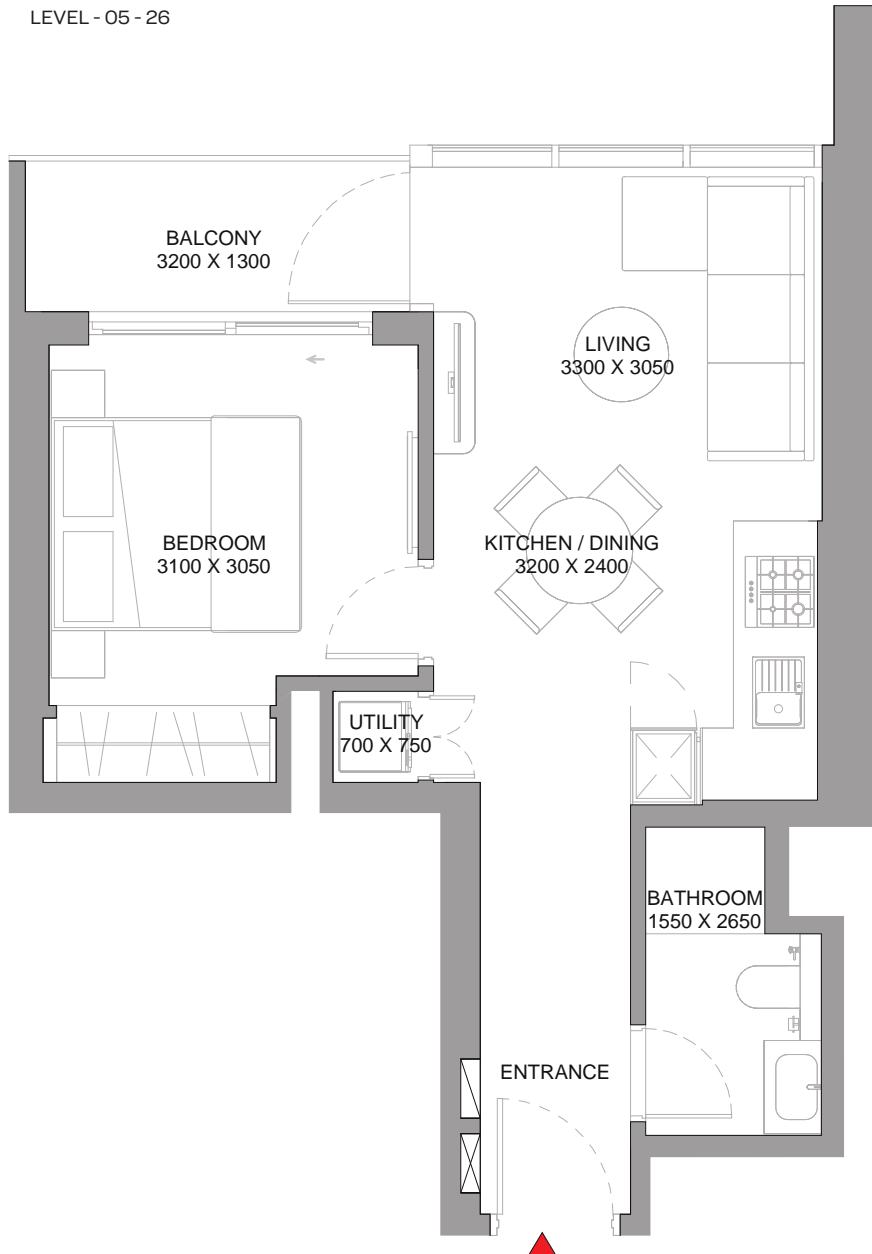 LEVEL - 05 - 26
BALCONY
3200 X 1300
LIVING
3300 X 3050
BEDROOM
3100 X 3050
KITCHEN / DINING
3200 X 2400
UTILITY
700 X 750
BATHROOM
1550 X 2650
ENTRANCE